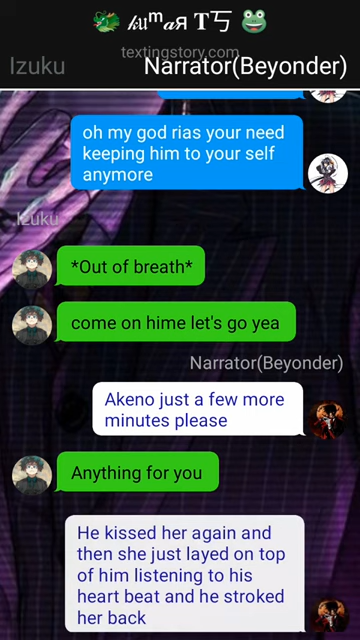 textingstory.com
Izuku
Narrator(Beyonder)
oh my god rias your need
keeping him to your self
anymore
Izuku
*Out of breath*
come on hime let's go yea
Narrator(Beyonder)
Akeno just a few more
minutes please
Anything for you
He kissed her again and
then she just layed on top
of him listening to his
heart beat and he stroked
her back